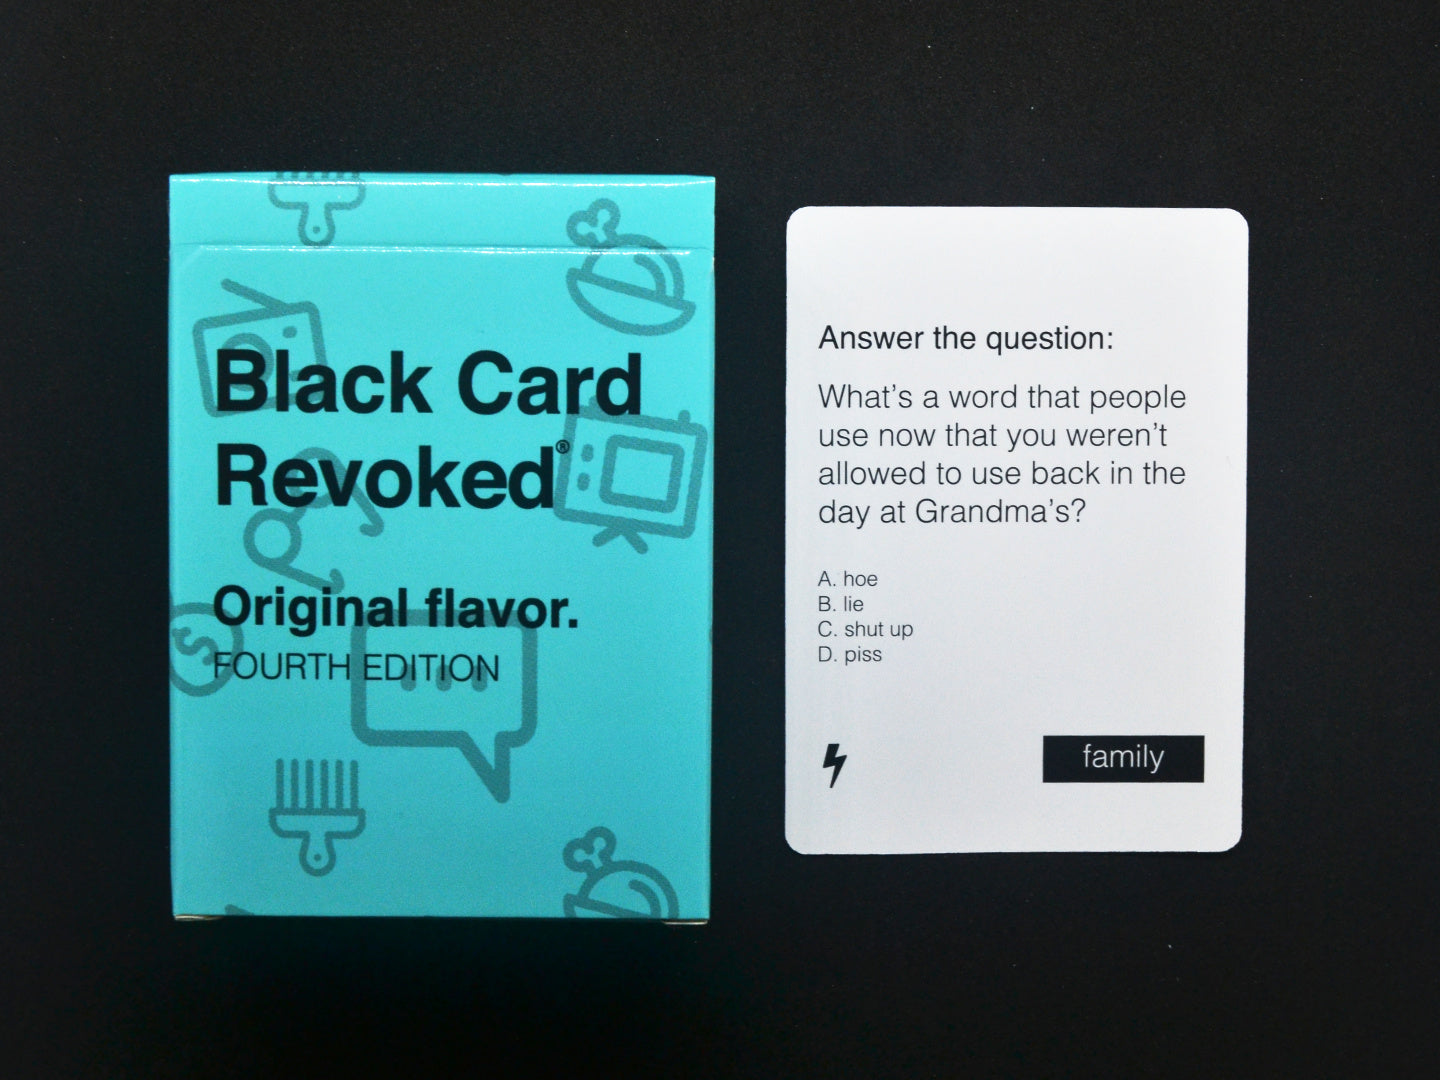 Black Card
Revoked®
Original flavor.
FOURTH EDITION
Answer the question:
What's a word that people
use now that you weren't
allowed to use back in the
day at Grandma's?
A. hoe
B. lie
C. shut up
D. piss
family